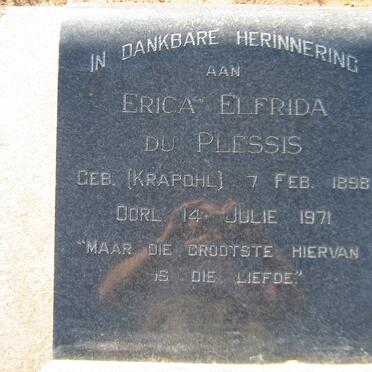 IN DANKBARE HERINNERING
AAN
ERICA ELFRIDA
DU PLESSIS
GEB. (KRAPOHL) 7 FEB. 1898
OORL. 14 JULIE 1971
"MAAR DIE GROOTSTE HIERVAN
IS DIE LIEFDE."